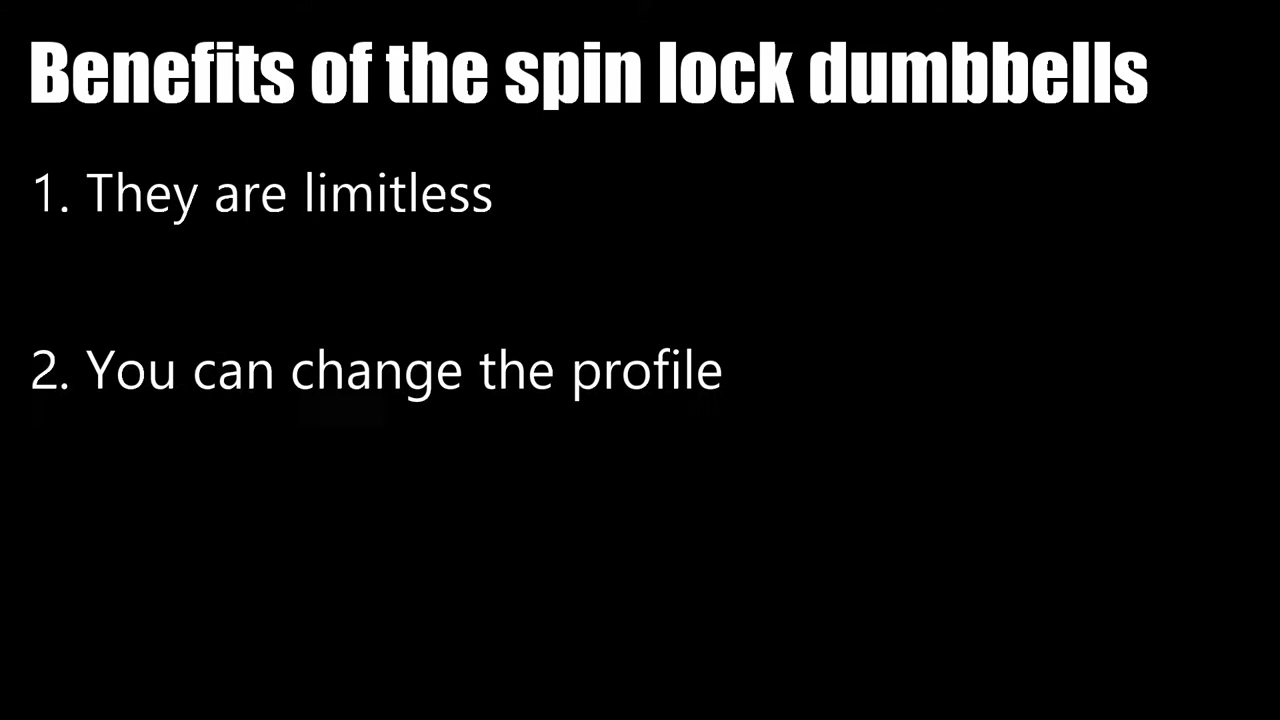 Benefits of the spin lock dumbbells
1. They are limitless
2. You can change the profile